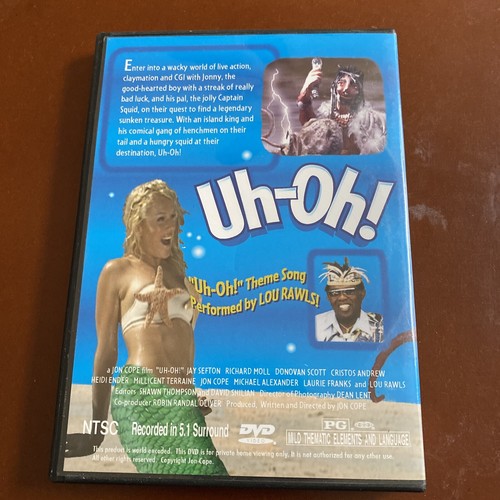 Enter into a wacky world of live action,
claymation and CGI with Jonny, the
good-hearted boy with a streak of really
bad luck, and his pal, the jolly Captain
Squid, on their quest to find a legendary
sunken treasure. With an island king and
his comical gang of henchmen on their
tail and a hungry squid at their
destination, Uh-Oh!
Uh-Oh!
"Uh-Oh!" Theme Song
Performed by LOU RAWLS!
a JON COPE film "UH-OH!" JAY SEFTON RICHARD MOLL DONOVAN SCOTT CRISTOS ANDREW
HEIDI ENDER MILLICENT TERRAINE JON COPE MICHAEL ALEXANDER LAURIE FRANKS and LOU RAWLS
Editors SHAWN THOMPSON and DAVID SHILIAN Director of Photography DEAN LENT
Co-producer ROBIN RANDAL OLIVER Produced, Written and Directed by JON COPE
NTSC Recorded in 5.1 Surround DVD VIDEO PG
MILD THEMATIC ELEMENTS AND LANGUAGE
This product is world encoded. This DVD is for private home viewing only. It is not authorized for any other use.
All other rights reserved. Copyright Jon Cope.